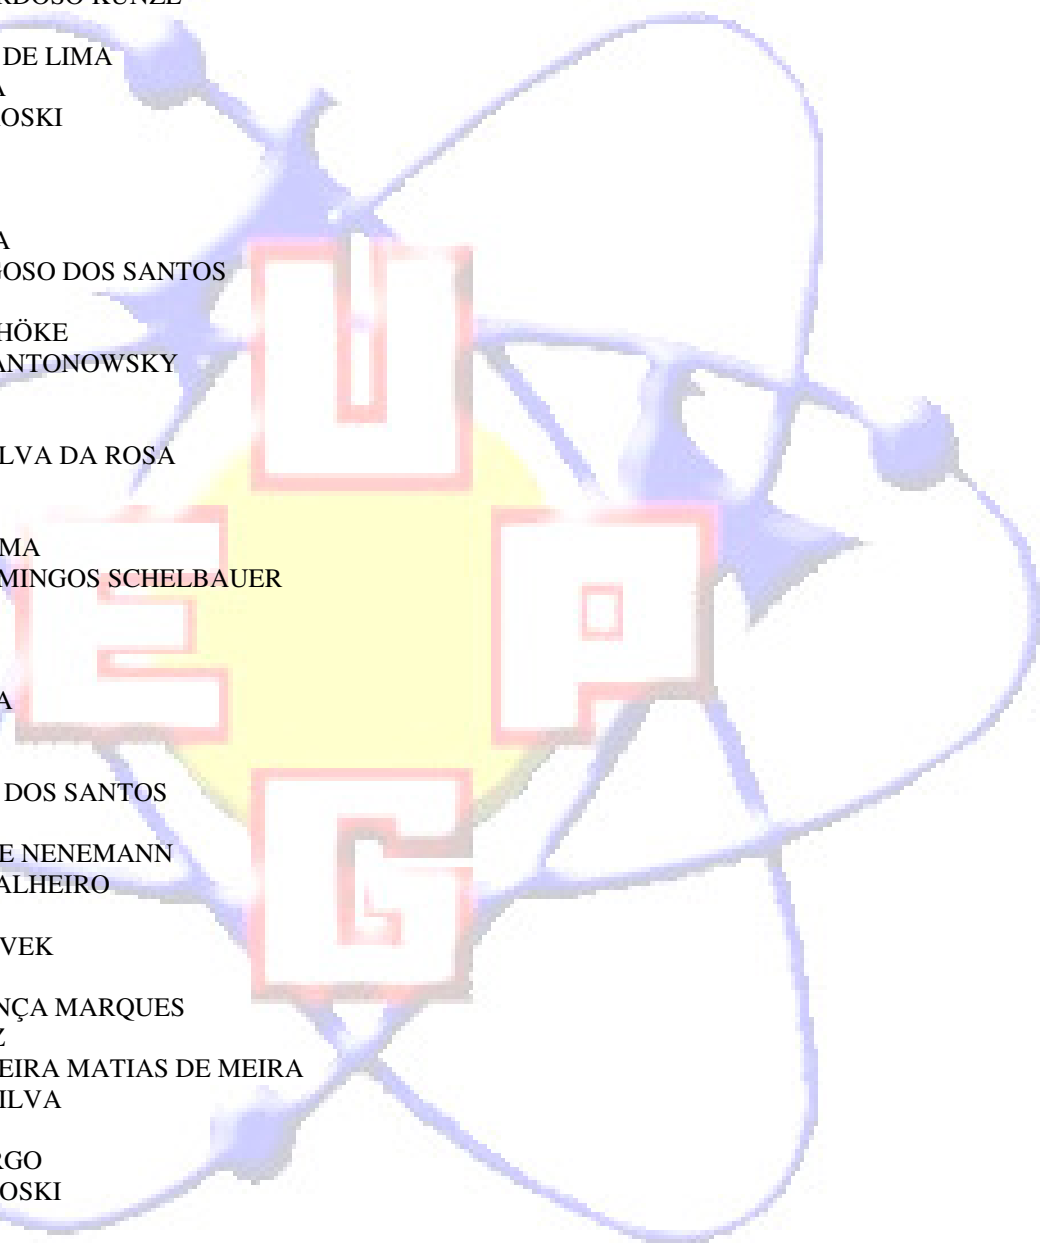 RDOSO KUNZE
DE LIMA
A
OSKI
A
GOSO DOS SANTOS
HÖKE
ANTONOWSKY
LVA DA ROSA
MA
MINGOS SCHELBAUER
A
DOS SANTOS
E NENEMANN
ALHEIRO
VEK
NÇA MARQUES
Z
EIRA MATIAS DE MEIRA
ILVA
RGO
OSKI
U
E P
G